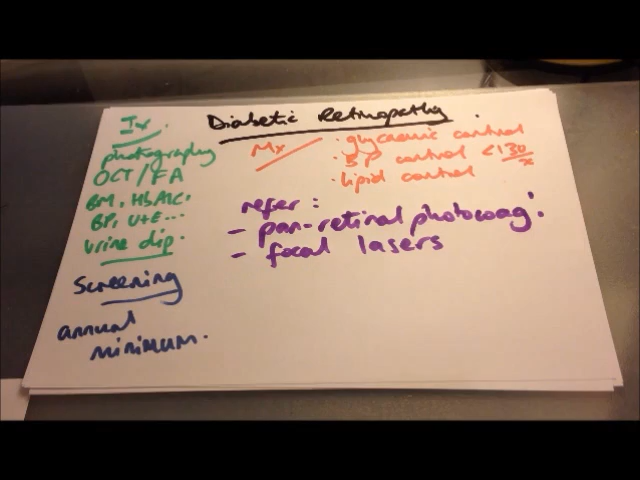 Diabetic Retinopathy
Ix
photography
OCT / FA
BM, HbA1C,
BP, U+E...
urine dip.
Screening
annual
minimum.
Mx
· glycaemic control
· BP control <130/x
· lipid control
refer:
- pan-retinal photocoag!
- focal lasers